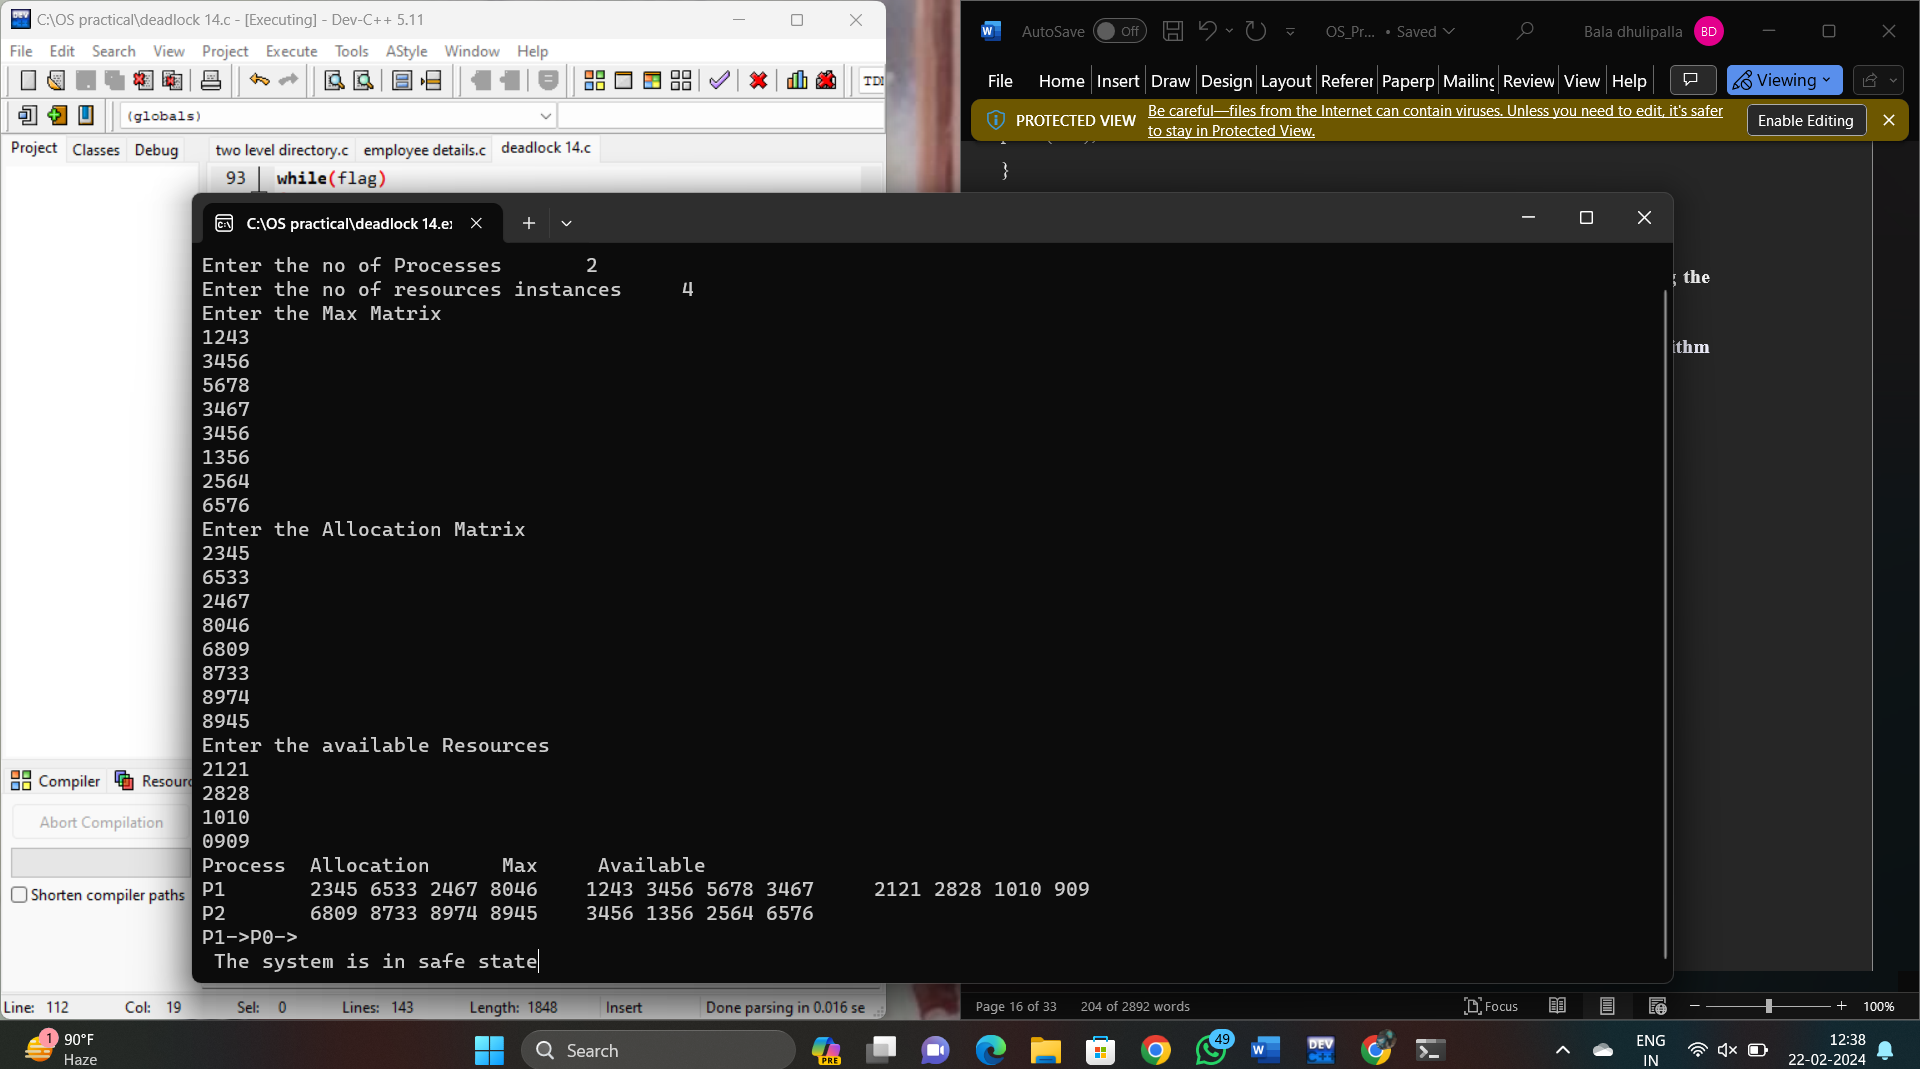 C:\OS practical\deadlock 14.c - [Executing] - Dev-C++ 5.11
File Edit Search View Project Execute Tools AStyle Window Help
(globals)
Project Classes Debug
two level directory.c employee details.c deadlock 14.c
93 while(flag)
AutoSave Off OS_Pr... • Saved Bala dhulipalla BD
File Home Insert Draw Design Layout Referer Paperp Mailing Review View Help Viewing
PROTECTED VIEW Be careful—files from the Internet can contain viruses. Unless you need to edit, it's safer
to stay in Protected View. Enable Editing
}
the
ithm
C:\OS practical\deadlock 14.e
Enter the no of Processes 2
Enter the no of resources instances 4
Enter the Max Matrix
1243
3456
5678
3467
3456
1356
2564
6576
Enter the Allocation Matrix
2345
6533
2467
8046
6809
8733
8974
8945
Enter the available Resources
2121
2828
1010
0909
Process Allocation Max Available
P1 2345 6533 2467 8046 1243 3456 5678 3467 2121 2828 1010 909
P2 6809 8733 8974 8945 3456 1356 2564 6576
P1->P0->
The system is in safe state
Compiler Resour
Abort Compilation
Shorten compiler paths
Line: 112 Col: 19 Sel: 0 Lines: 143 Length: 1848 Insert Done parsing in 0.016 se
Page 16 of 33 204 of 2892 words Focus 100%
1 90°F
Haze
Search
PRE
49
DEV
ENG
IN
12:38
22-02-2024